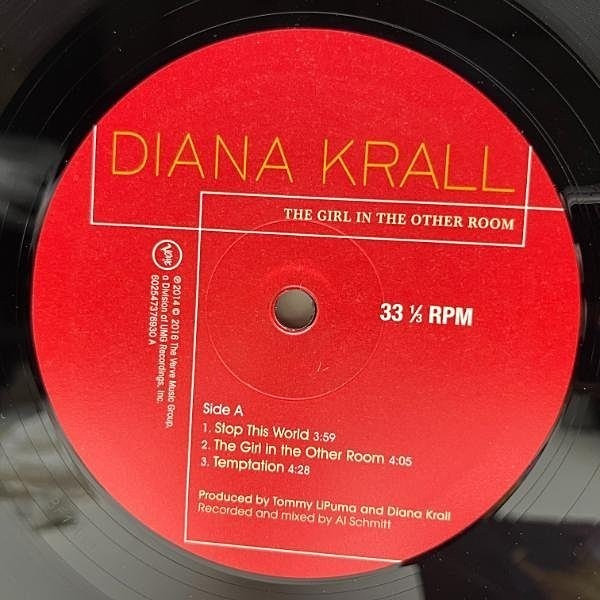 DIANA KRALL
THE GIRL IN THE OTHER ROOM
33 ⅓ RPM
Verve
℗ 2014 © 2016 The Verve Music Group,
a Division of UMG Recordings, Inc.
602547376930 A
Side A
1. Stop This World 3:59
2. The Girl in the Other Room 4:05
3. Temptation 4:28
Produced by Tommy LiPuma and Diana Krall
Recorded and mixed by Al Schmitt